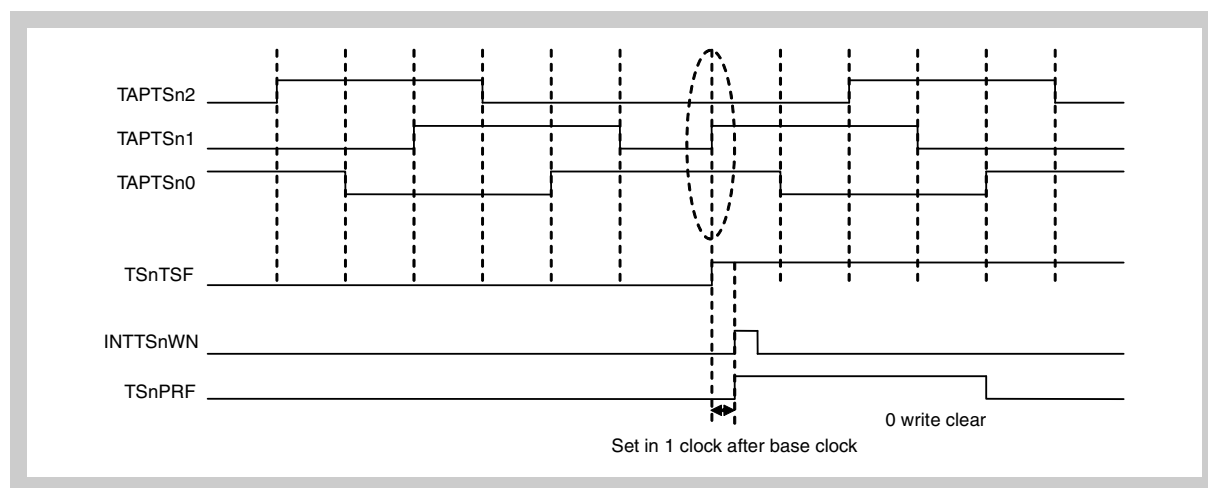 TAPTSn2
TAPTSn1
TAPTSn0
TSnTSF
INTTSnWN
TSnPRF
0 write clear
Set in 1 clock after base clock